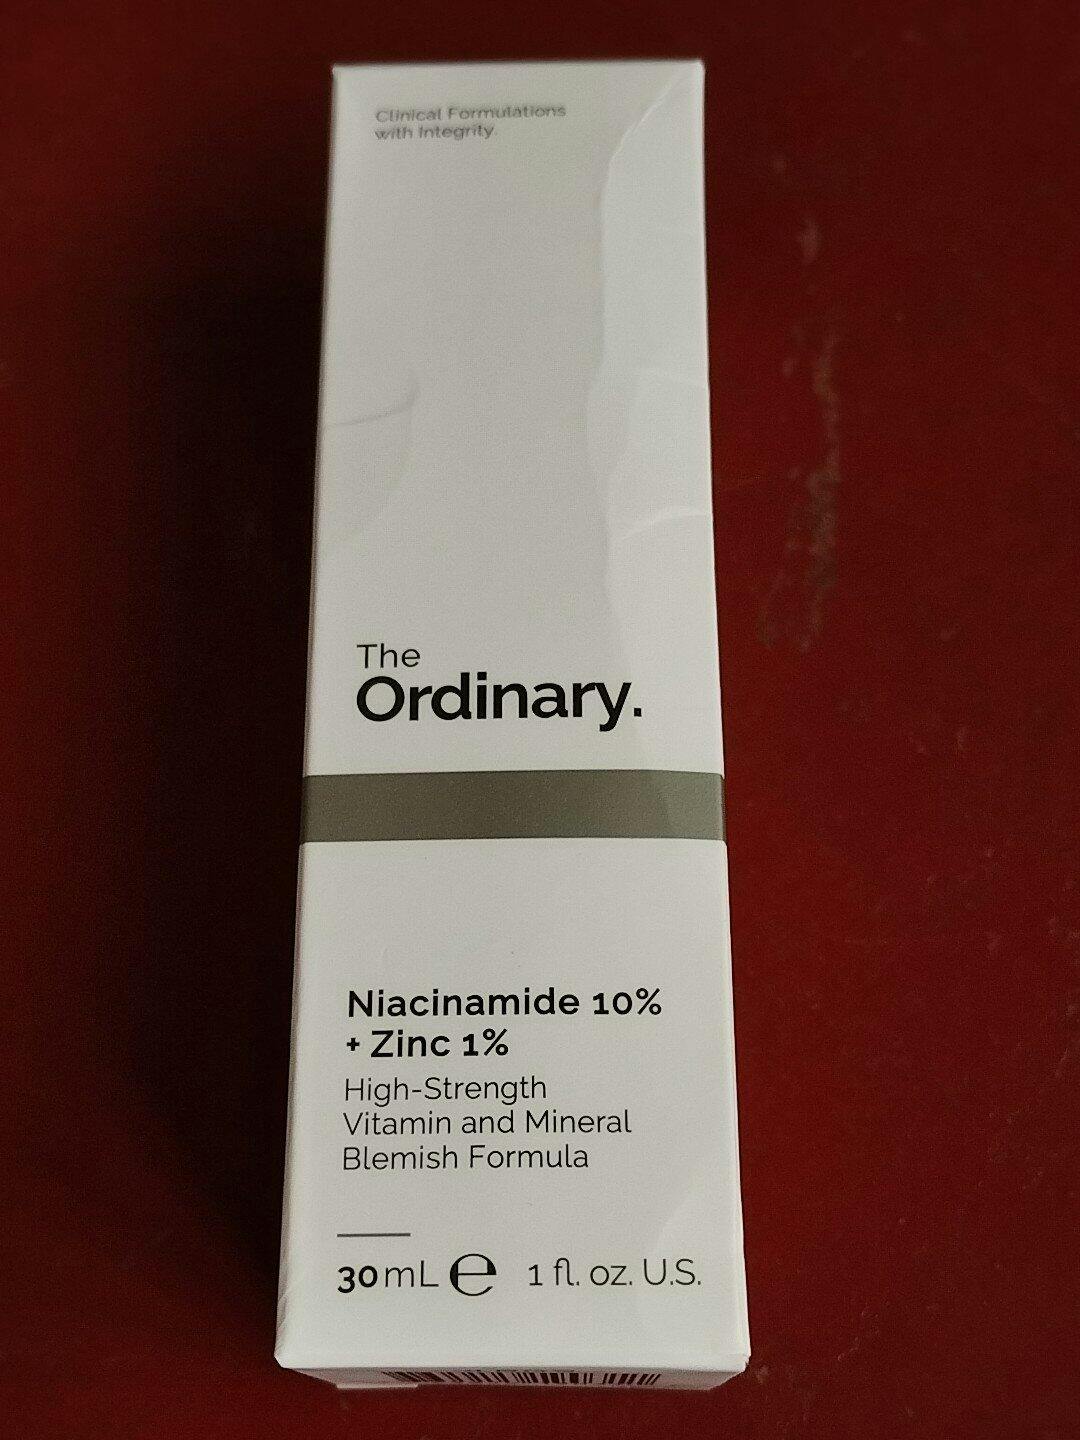 Clinical Formulations
with Integrity.
The
Ordinary.
Niacinamide 10%
+ Zinc 1%
High-Strength
Vitamin and Mineral
Blemish Formula
30mL ℮ 1 fl. oz. U.S.